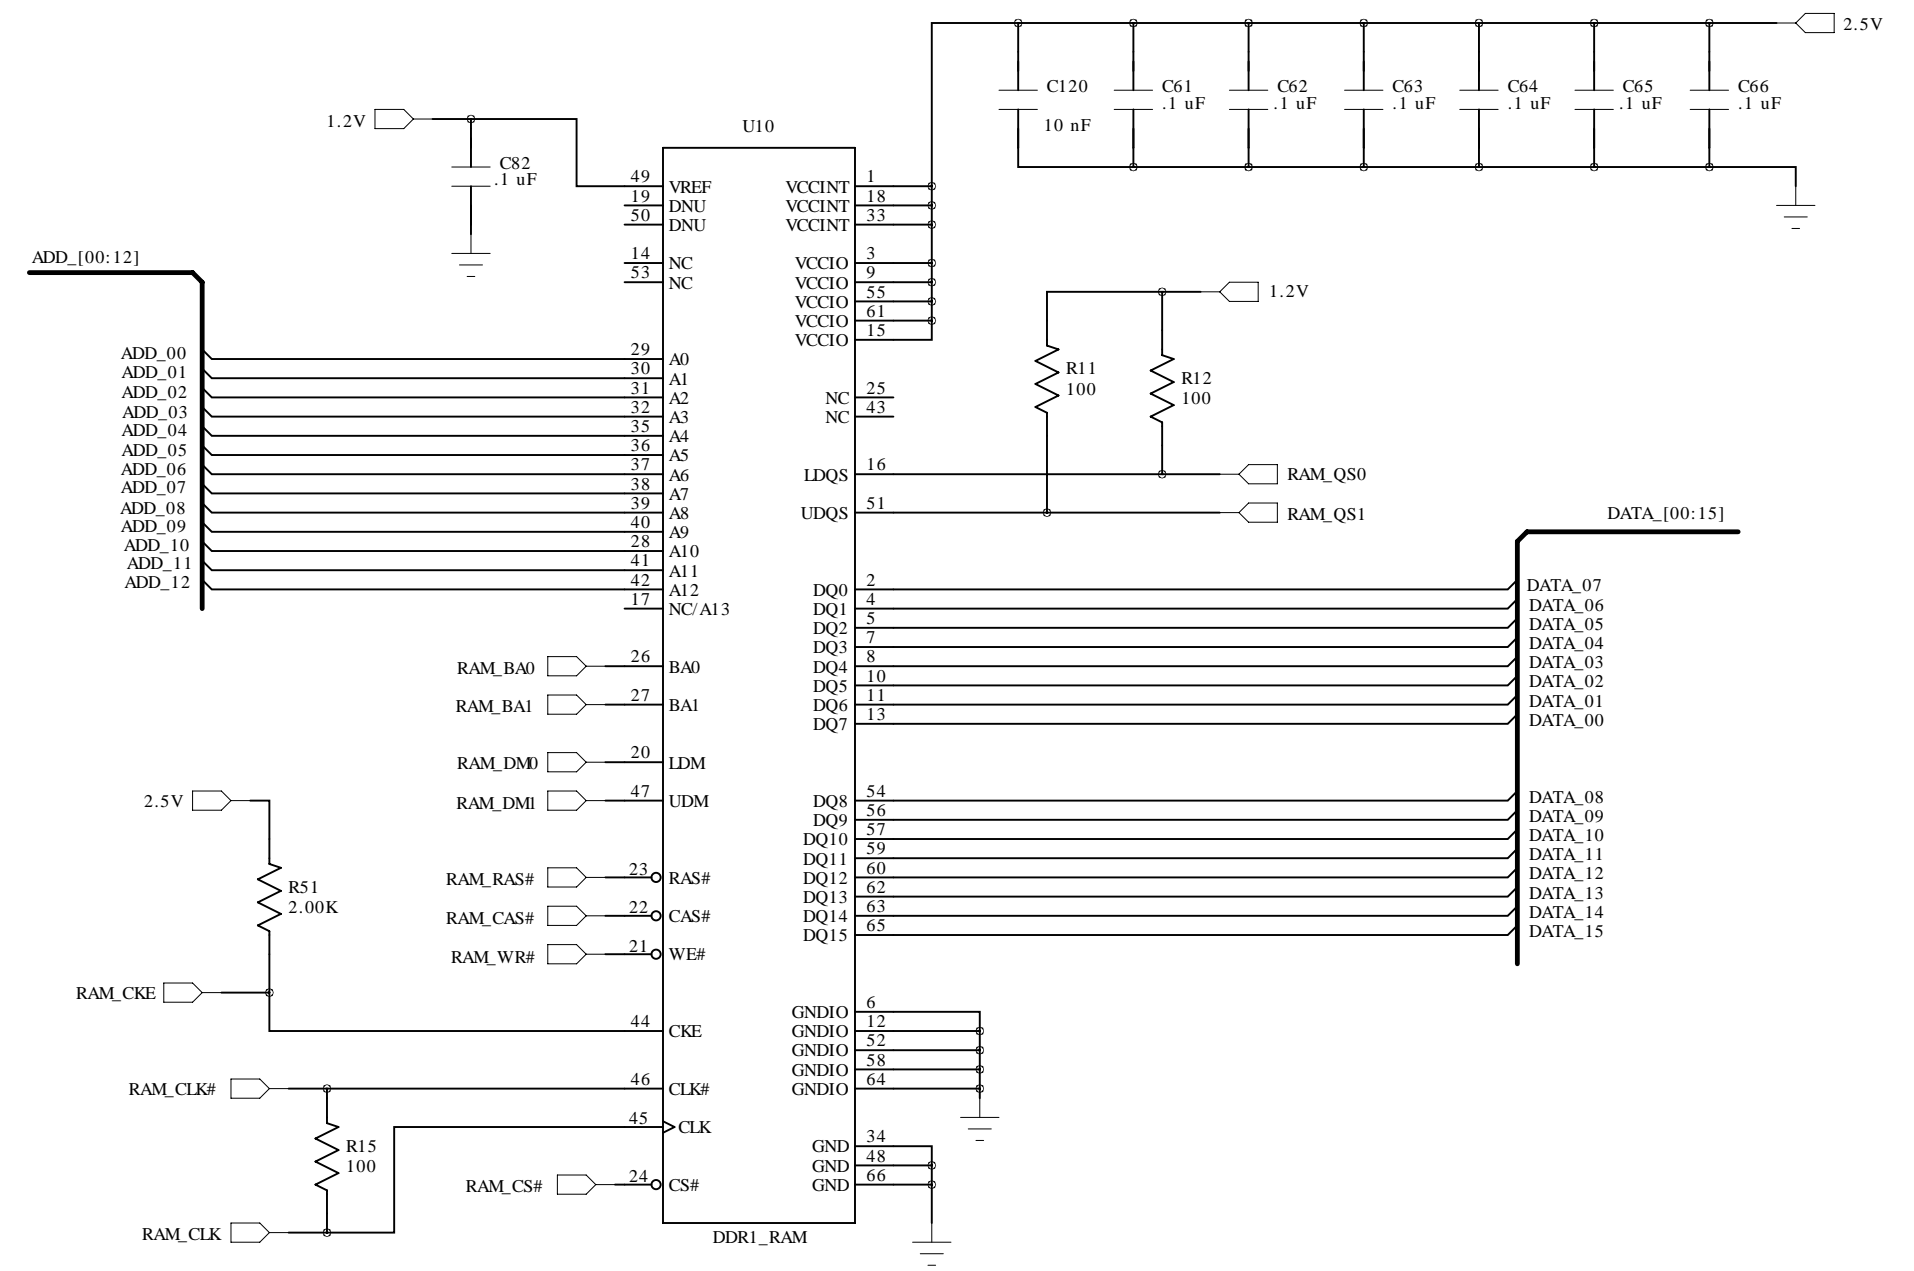 2.5V
C120
10 nF
C61
.1 uF
C62
.1 uF
C63
.1 uF
C64
.1 uF
C65
.1 uF
C66
.1 uF
1.2V
C82
.1 uF
U10
49 VREF
19 DNU
50 DNU
14 NC
53 NC
VCCINT 1
VCCINT 18
VCCINT 33
VCCIO 3
VCCIO 9
VCCIO 55
VCCIO 61
VCCIO 15
NC 25
NC 43
1.2V
R11
100
R12
100
LDQS 16 RAM_QS0
UDQS 51 RAM_QS1
ADD_[00:12]
ADD_00 29 A0
ADD_01 30 A1
ADD_02 31 A2
ADD_03 32 A3
ADD_04 35 A4
ADD_05 36 A5
ADD_06 37 A6
ADD_07 38 A7
ADD_08 39 A8
ADD_09 40 A9
ADD_10 28 A10
ADD_11 41 A11
ADD_12 42 A12
17 NC/A13
DATA_[00:15]
DQ0 2 DATA_07
DQ1 4 DATA_06
DQ2 5 DATA_05
DQ3 7 DATA_04
DQ4 8 DATA_03
DQ5 10 DATA_02
DQ6 11 DATA_01
DQ7 13 DATA_00
RAM_BA0 26 BA0
RAM_BA1 27 BA1
RAM_DM0 20 LDM
RAM_DM1 47 UDM
DQ8 54 DATA_08
DQ9 56 DATA_09
DQ10 57 DATA_10
DQ11 59 DATA_11
DQ12 60 DATA_12
DQ13 62 DATA_13
DQ14 63 DATA_14
DQ15 65 DATA_15
2.5V
R51
2.00K
RAM_RAS# 23 RAS#
RAM_CAS# 22 CAS#
RAM_WR# 21 WE#
RAM_CKE
44 CKE
RAM_CLK# 46 CLK#
45 CLK
R15
100
RAM_CS# 24 CS#
RAM_CLK
GNDIO 6
GNDIO 12
GNDIO 52
GNDIO 58
GNDIO 64
GND 34
GND 48
GND 66
DDR1_RAM